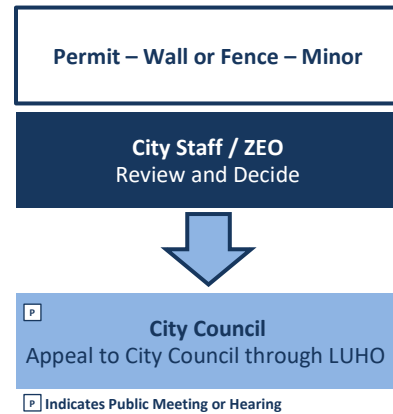 Permit – Wall or Fence – Minor
City Staff / ZEO
Review and Decide
P
City Council
Appeal to City Council through LUHO
P Indicates Public Meeting or Hearing